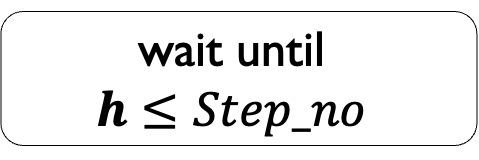 wait until
h ≤ Step_no